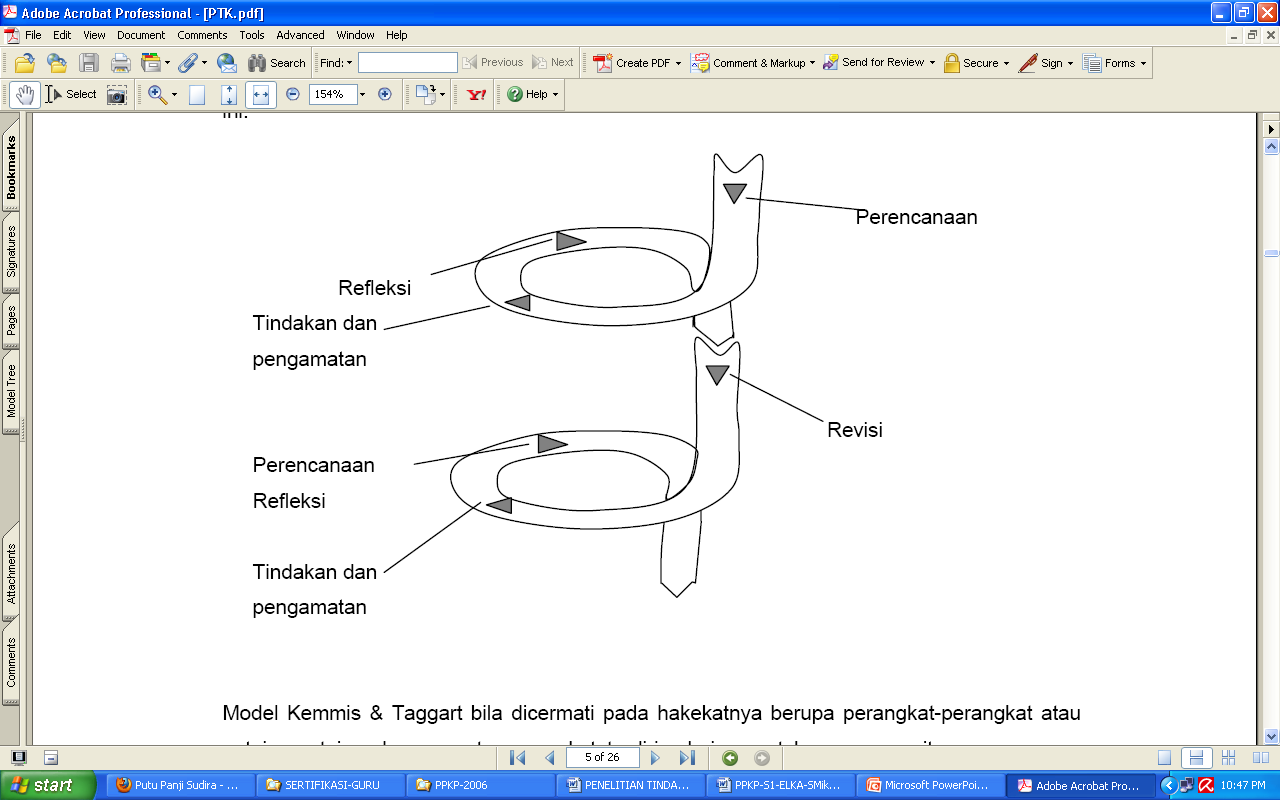 Adobe Acrobat Professional - [PTK.pdf]
File Edit View Document Comments Tools Advanced Window Help
Search Find: Previous Next Create PDF Comment & Markup Send for Review Secure Sign Forms
Select 154% Y! Help
Bookmarks
Signatures
Pages
Model Tree
Attachments
Comments
Perencanaan
Refleksi
Tindakan dan
pengamatan
Revisi
Perencanaan
Refleksi
Tindakan dan
pengamatan
Model Kemmis & Taggart bila dicermati pada hakekatnya berupa perangkat-perangkat atau
5 of 26
start Putu Panji Sudira - ... SERTIFIKASI-GURU PPKP-2006 PENELITIAN TINDA... PPKP-S1-ELKA-SMik... Microsoft PowerPoi... Adobe Acrobat Pro... 10:47 PM